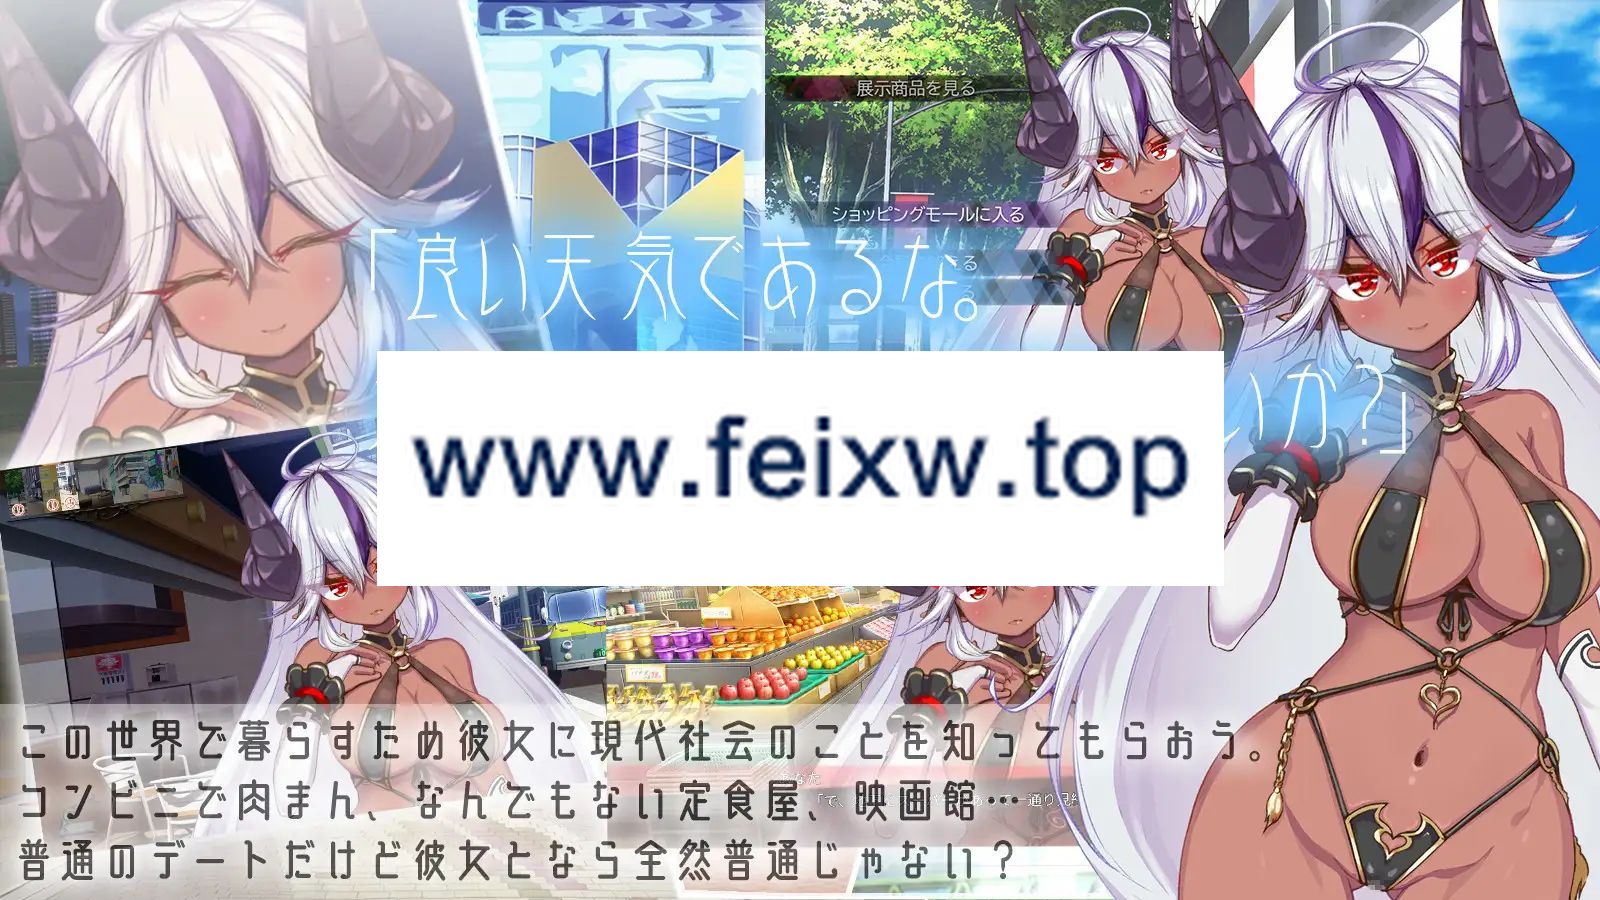 展示商品を見る
ショッピングモールに入る
える
「良い天気であるな。
いか？」
www.feixw.top
あなた
この世界で暮らすため彼女に現代社会のことを知ってもらおう。
コンビニで肉まん、なんでもない定食屋、映画館…
普通のデートだけど彼女となら全然普通じゃない？